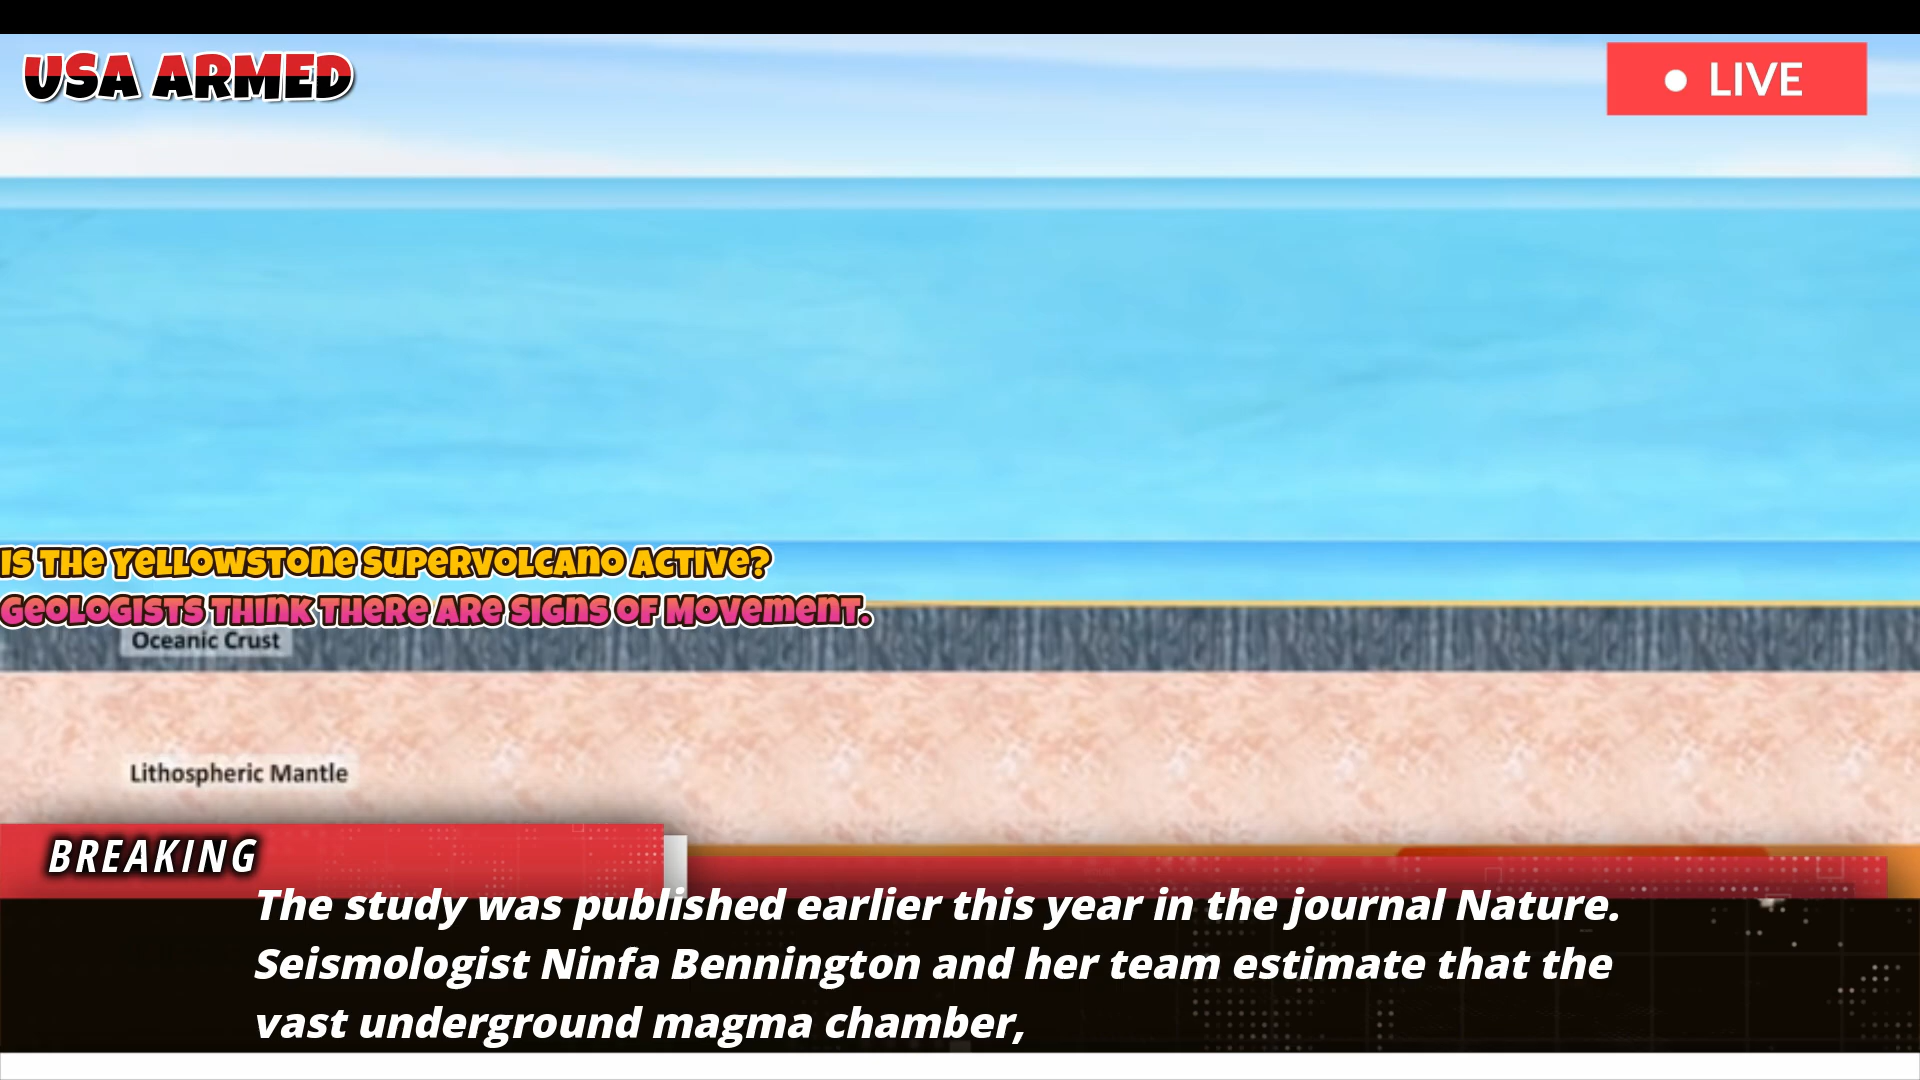 USA ARMED
LIVE
IS THE YELLOWSTONE SUPERVOLCANO ACTIVE?
GEOLOGISTS THINK THERE ARE SIGNS OF MOVEMENT.
Oceanic Crust
Lithospheric Mantle
BREAKING
The study was published earlier this year in the journal Nature.
Seismologist Ninfa Bennington and her team estimate that the
vast underground magma chamber,